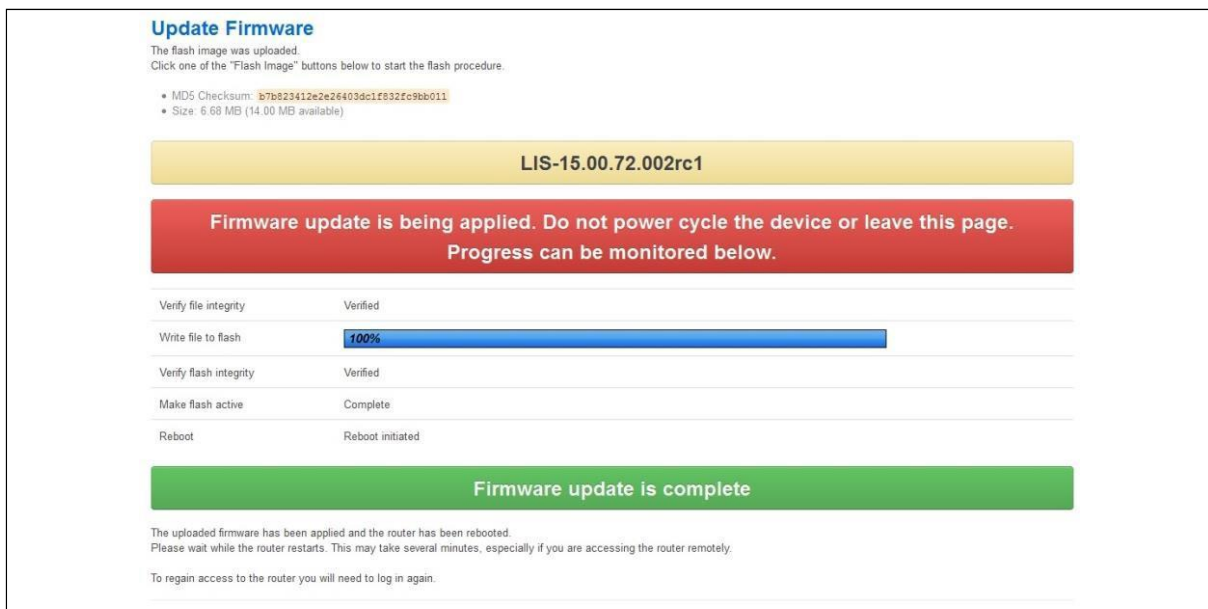 Update Firmware
The flash image was uploaded.
Click one of the "Flash Image" buttons below to start the flash procedure.
• MD5 Checksum: b7b823412e2e26403dc1f832fc9bb011
• Size: 6.68 MB (14.00 MB available)
LIS-15.00.72.002rc1
Firmware update is being applied. Do not power cycle the device or leave this page.
Progress can be monitored below.
Verify file integrity Verified
Write file to flash 100%
Verify flash integrity Verified
Make flash active Complete
Reboot Reboot initiated
Firmware update is complete
The uploaded firmware has been applied and the router has been rebooted.
Please wait while the router restarts. This may take several minutes, especially if you are accessing the router remotely.
To regain access to the router you will need to log in again.